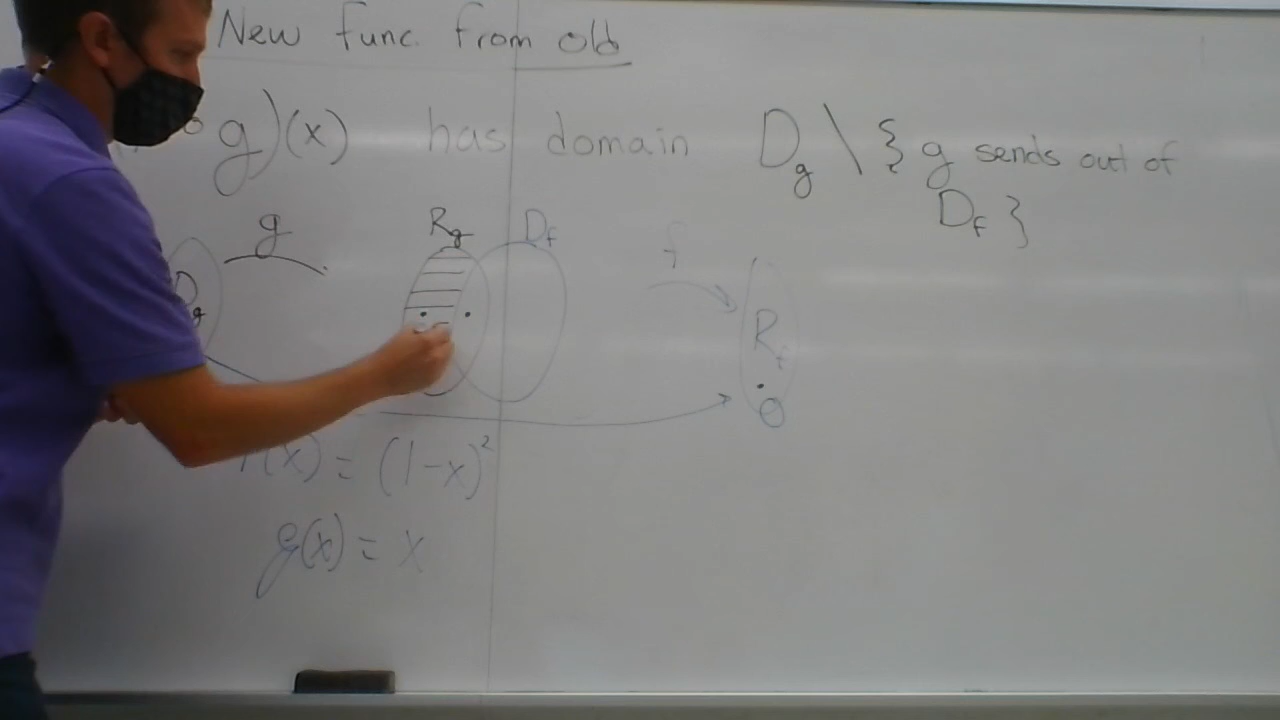 New func. from old
∘ g)(x) has domain D_g \ { g sends out of
D_f }
g
R_g D_f
f
D_g
R_f
0
f(x) = (1-x)^2
g(x) = x